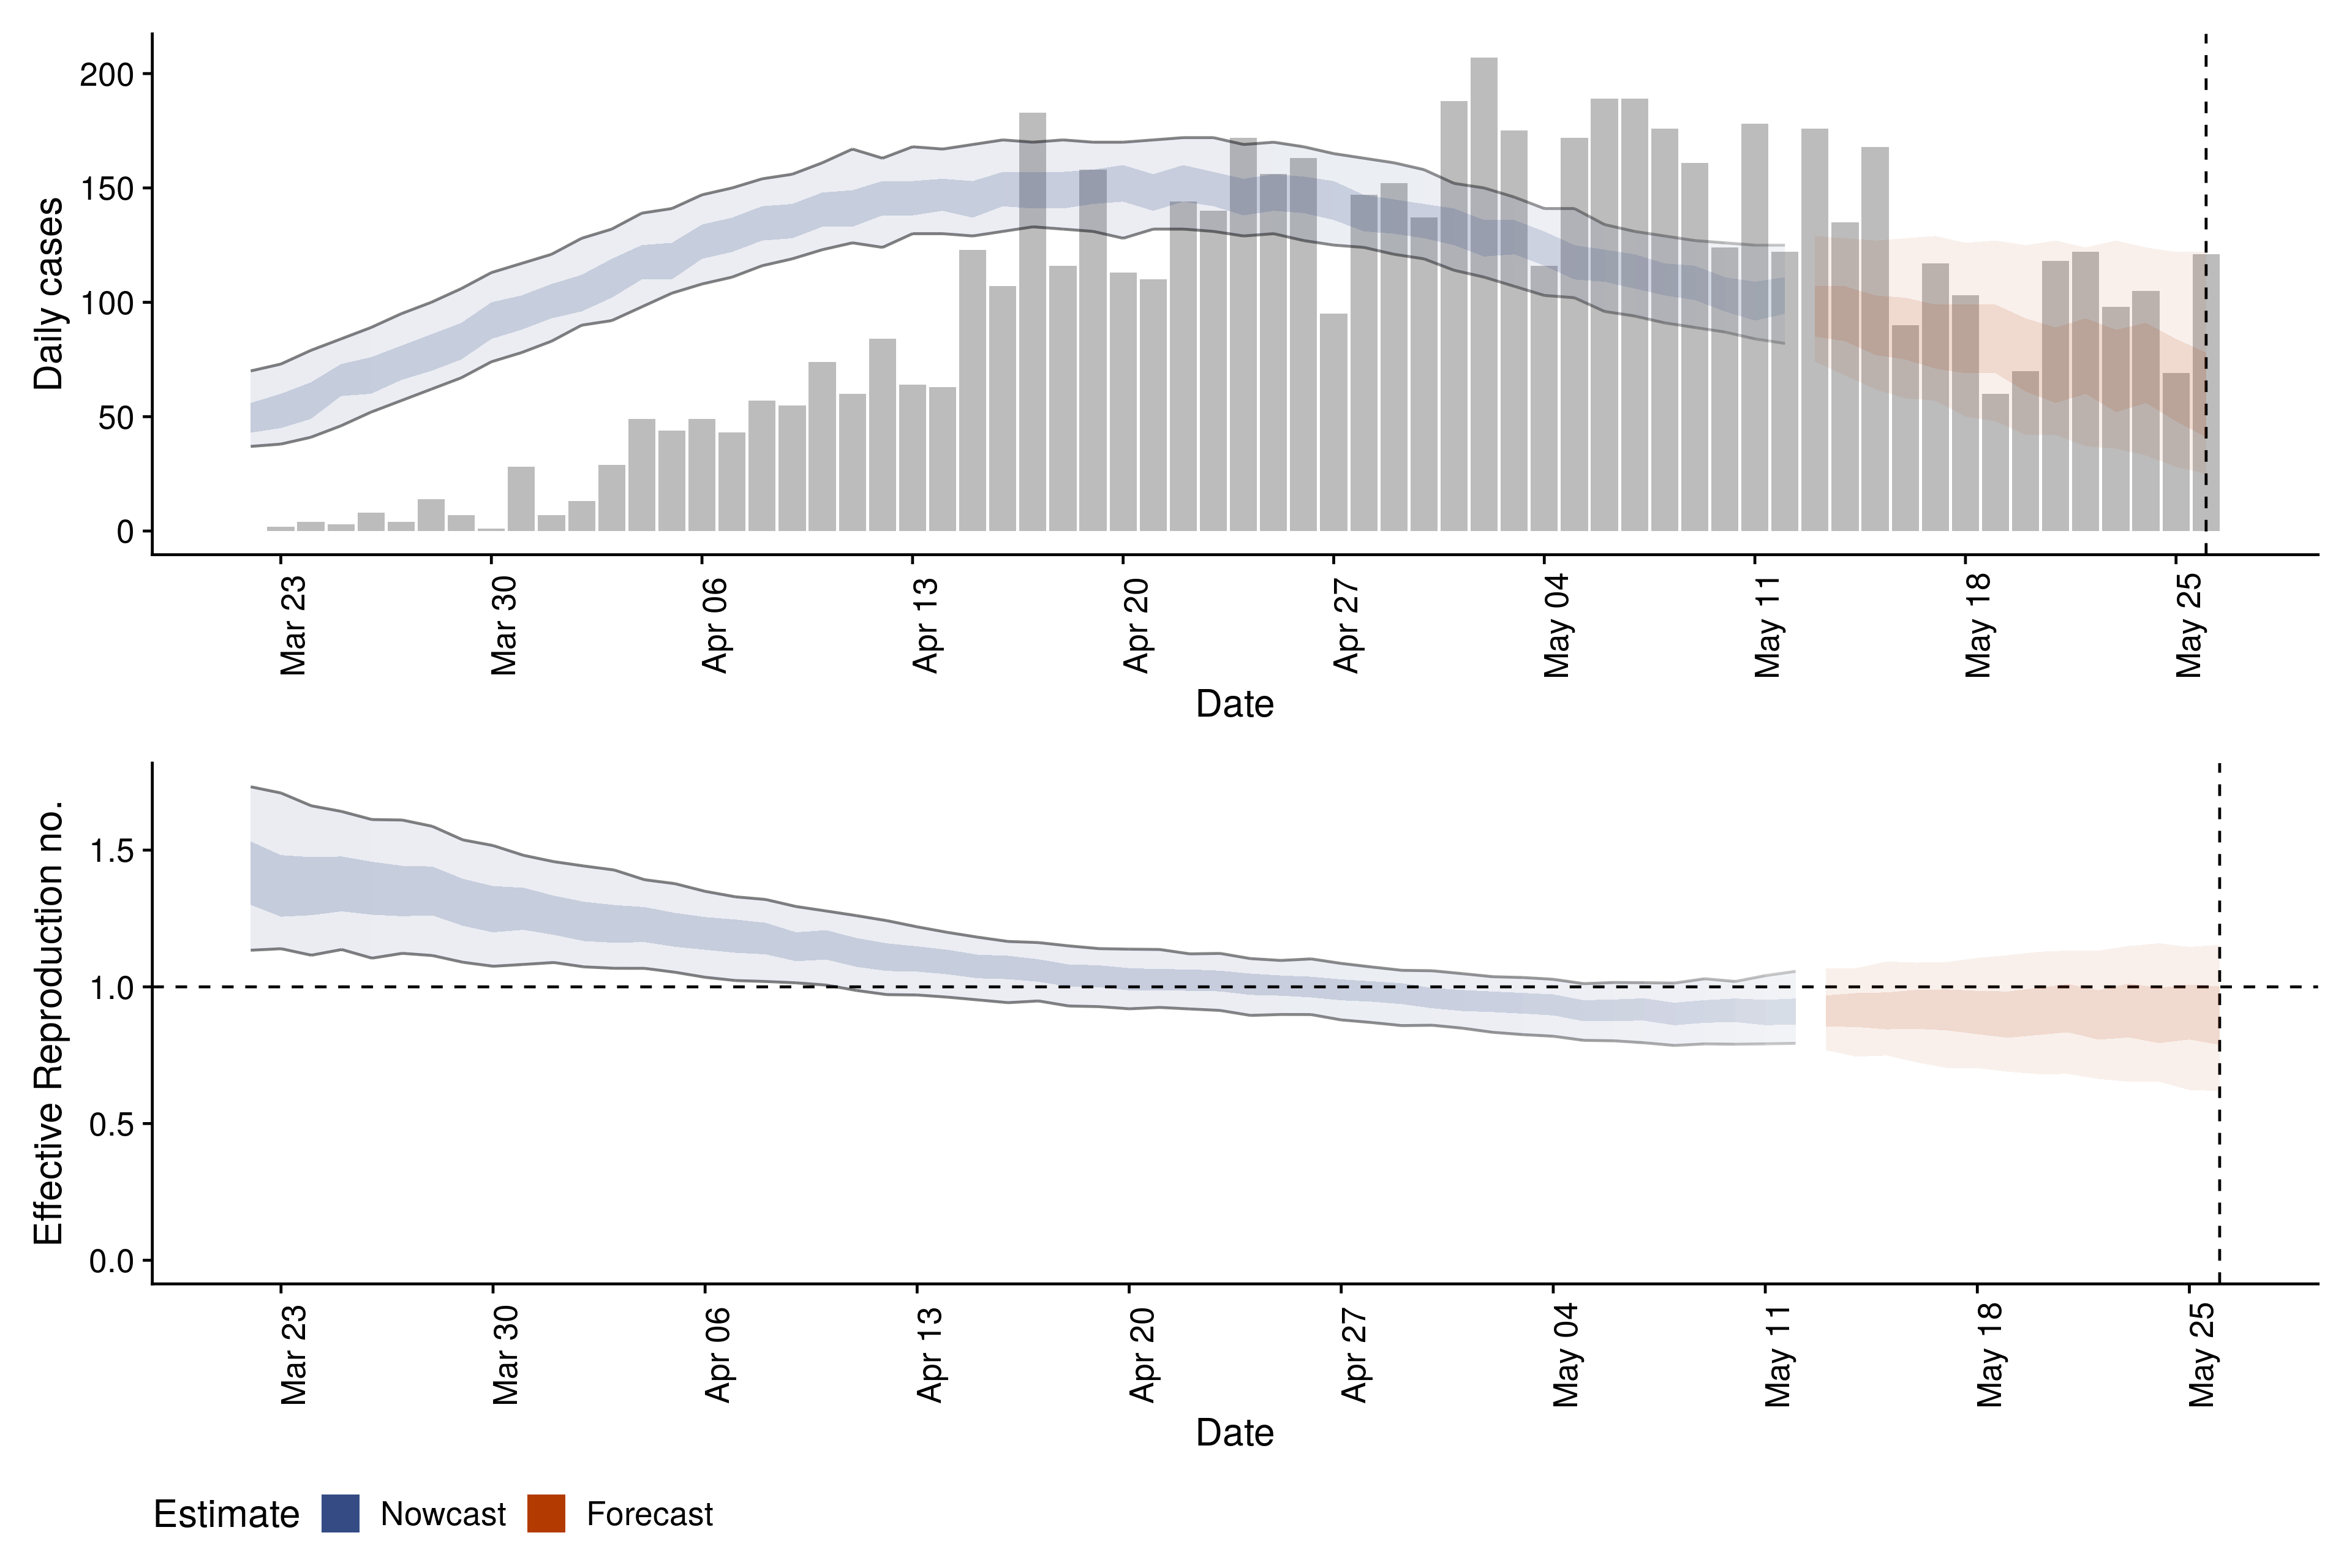 Daily cases
200
150
100
50
0
Mar 23
Mar 30
Apr 06
Apr 13
Apr 20
Apr 27
May 04
May 11
May 18
May 25
Date
Effective Reproduction no.
1.5
1.0
0.5
0.0
Mar 23
Mar 30
Apr 06
Apr 13
Apr 20
Apr 27
May 04
May 11
May 18
May 25
Date
Estimate Nowcast Forecast